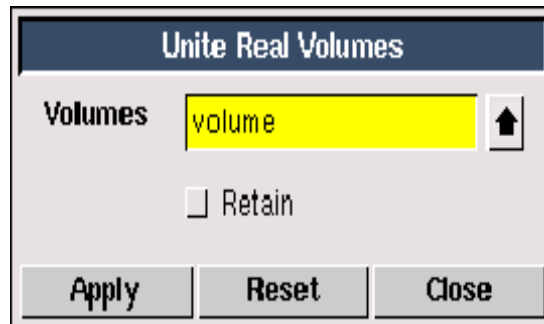 Unite Real Volumes
Volumes volume
Retain
Apply Reset Close